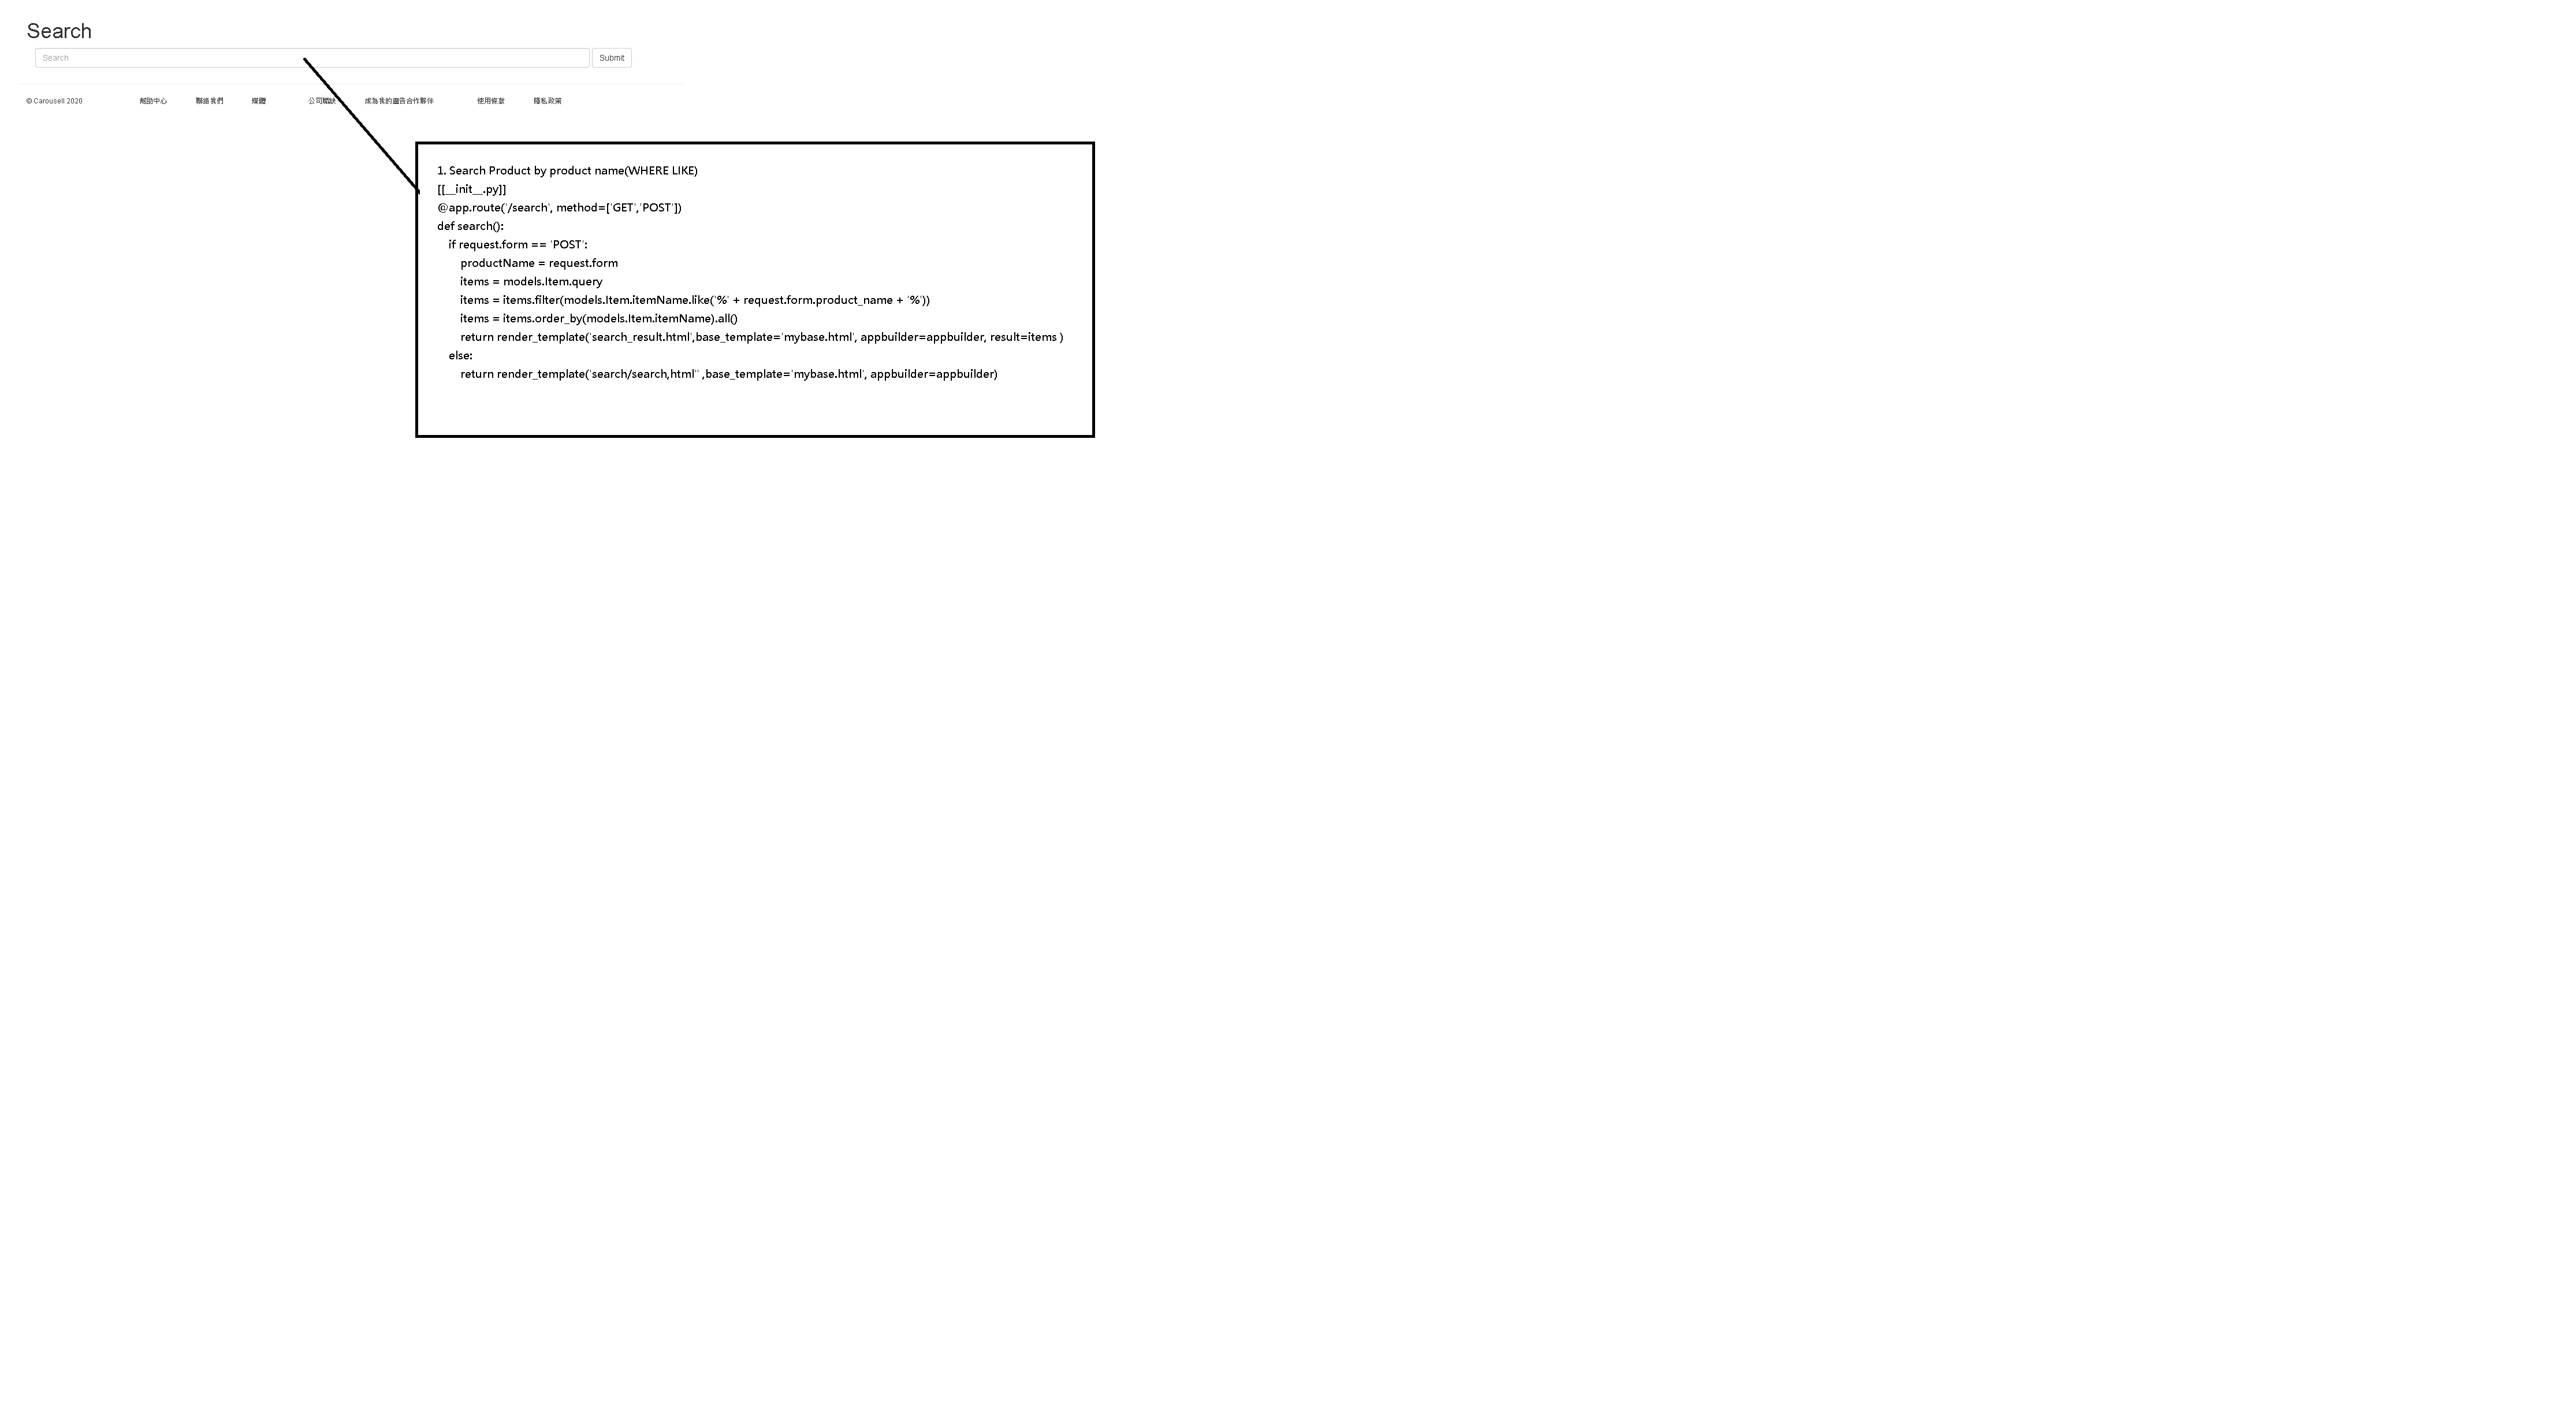 Search
Search
Submit
© Carousell 2020 幫助中心 聯絡我們 媒體 公司職缺 成為我的廣告合作夥伴 使用條款 隱私政策
1. Search Product by product name(WHERE LIKE)
[[__init__.py]]
@app.route('/search', method=['GET','POST'])
def search():
if request.form == 'POST':
productName = request.form
items = models.Item.query
items = items.filter(models.Item.itemName.like('%' + request.form.product_name + '%'))
items = items.order_by(models.Item.itemName).all()
return render_template('search_result.html',base_template='mybase.html', appbuilder=appbuilder, result=items )
else:
return render_template('search/search,html'' ,base_template='mybase.html', appbuilder=appbuilder)